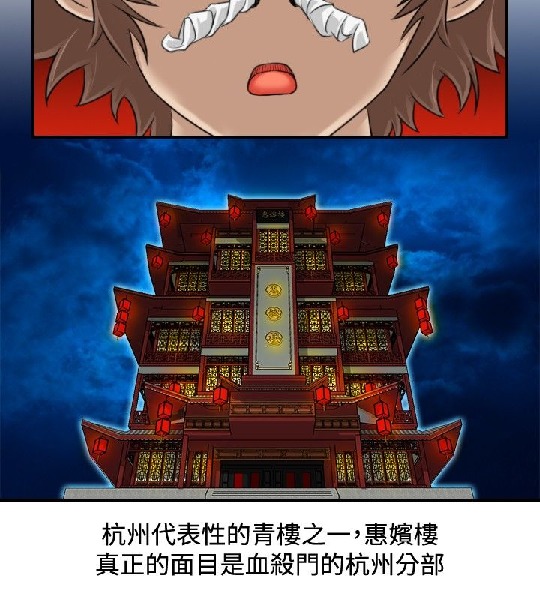 杭州代表性的青樓之一，惠嬪樓
真正的面目是血殺門的杭州分部